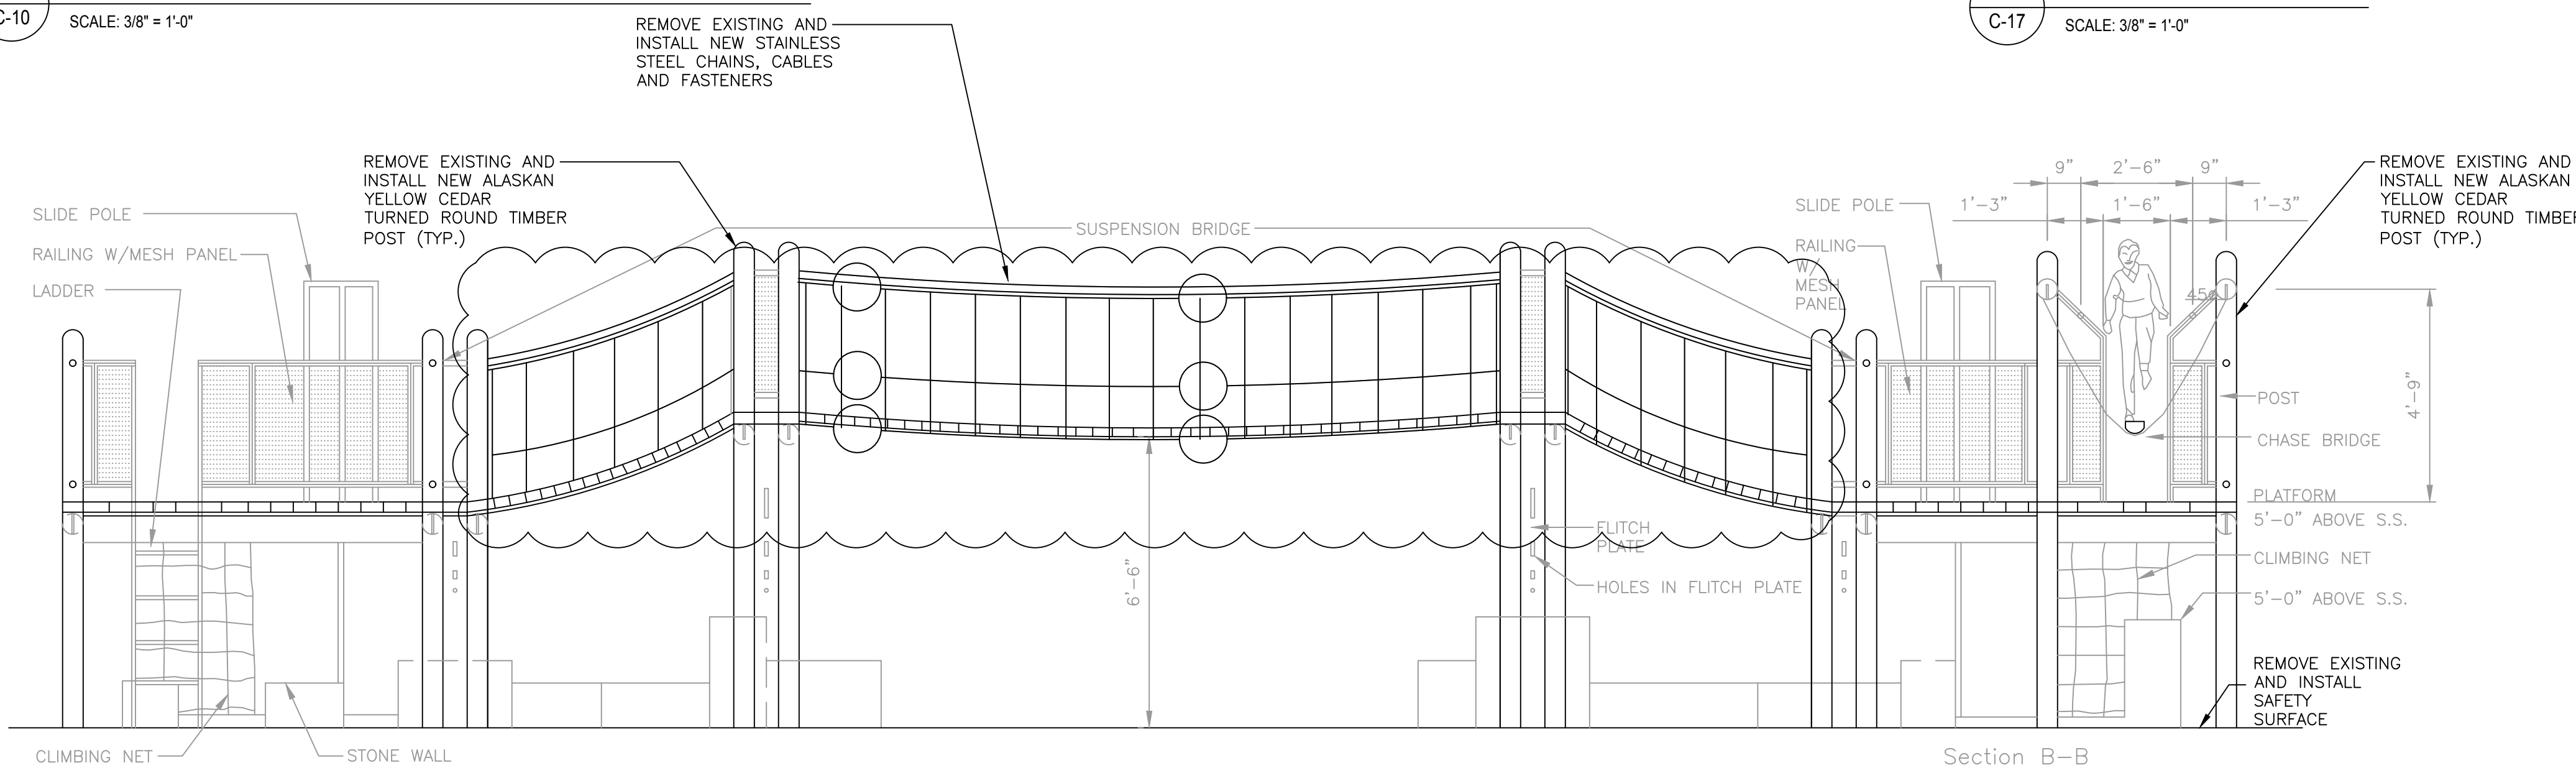 C-10
SCALE: 3/8" = 1'-0"
C-17
SCALE: 3/8" = 1'-0"
REMOVE EXISTING AND
INSTALL NEW STAINLESS
STEEL CHAINS, CABLES
AND FASTENERS
REMOVE EXISTING AND
INSTALL NEW ALASKAN
YELLOW CEDAR
TURNED ROUND TIMBER
POST (TYP.)
SLIDE POLE
RAILING W/MESH PANEL
LADDER
SUSPENSION BRIDGE
SLIDE POLE
RAILING
W/
MESH
PANEL
9" 2'-6" 9"
1'-3" 1'-6" 1'-3"
REMOVE EXISTING AND
INSTALL NEW ALASKAN
YELLOW CEDAR
TURNED ROUND TIMBER
POST (TYP.)
4'-9"
POST
CHASE BRIDGE
PLATFORM
5'-0" ABOVE S.S.
FLITCH
PLATE
HOLES IN FLITCH PLATE
6'-6"
CLIMBING NET
5'-0" ABOVE S.S.
REMOVE EXISTING
AND INSTALL
SAFETY
SURFACE
CLIMBING NET
STONE WALL
Section B-B